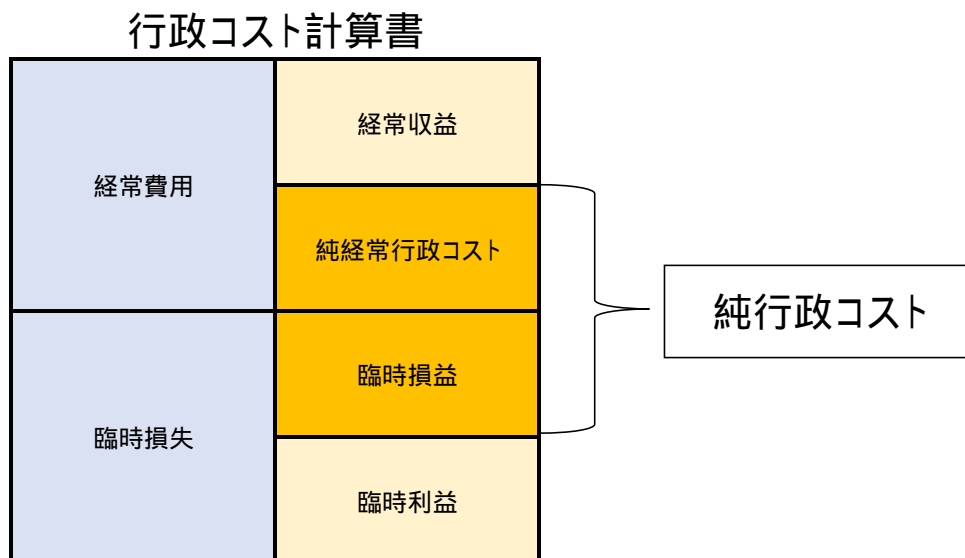 行政コスト計算書
経常費用
経常収益
純経常行政コスト
臨時損失
臨時損益
臨時利益
純行政コスト